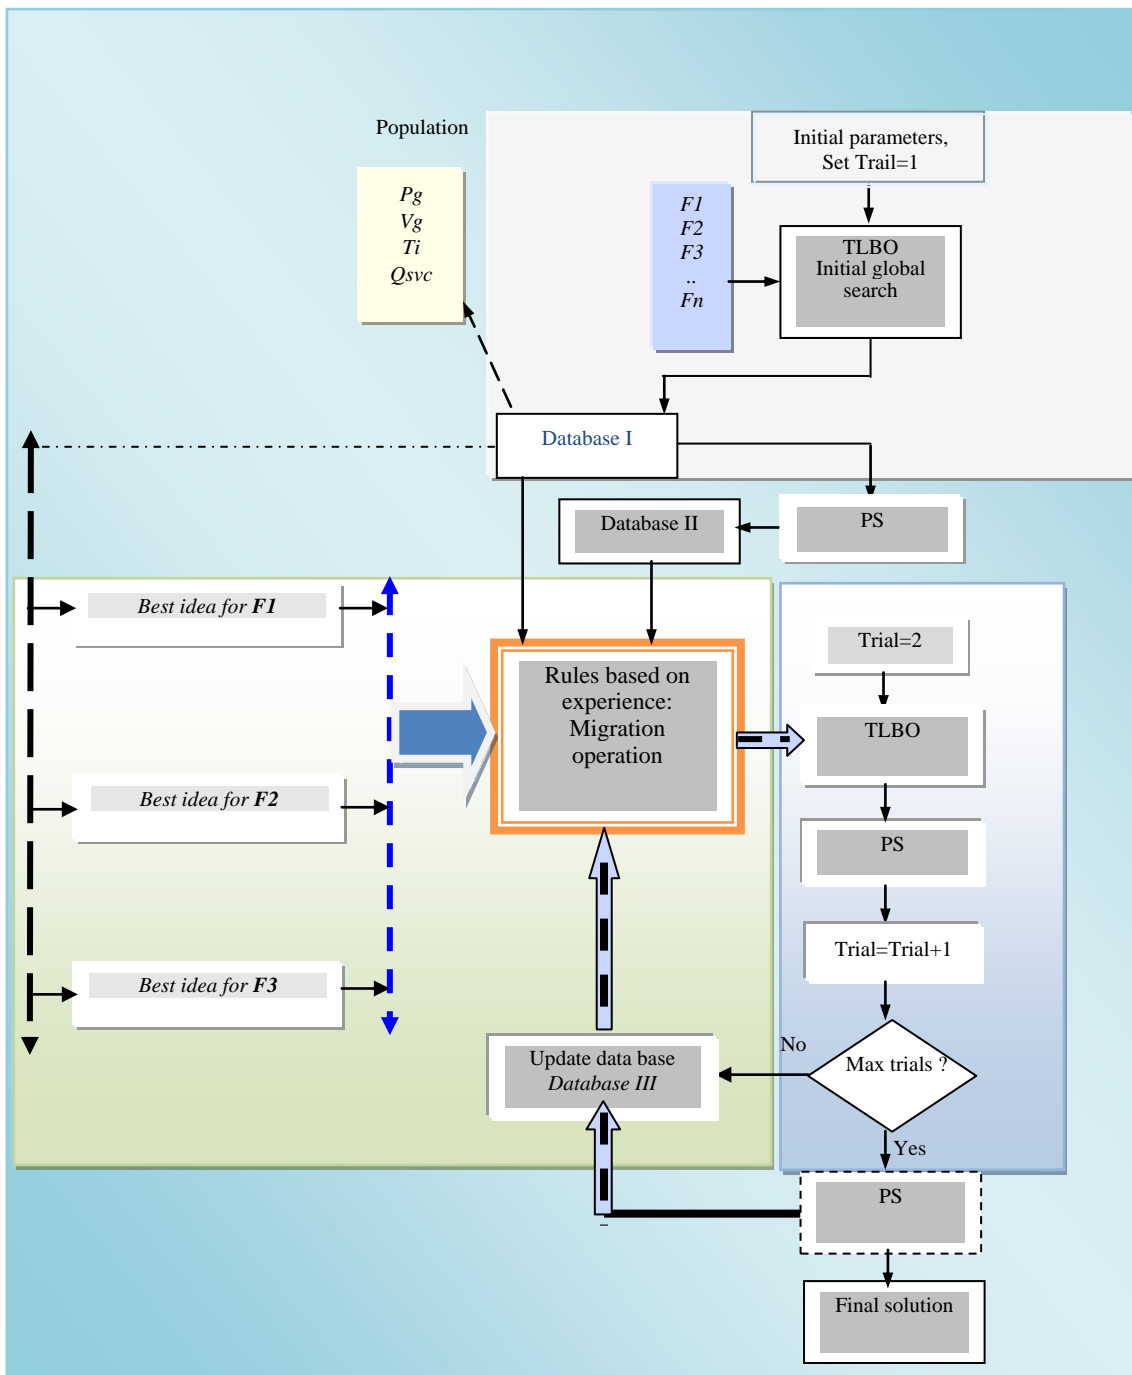 Population
Initial parameters,
Set Trail=1
Pg
Vg
Ti
Qsvc
F1
F2
F3
..
Fn
TLBO
Initial global
search
Database I
Database II
PS
Best idea for F1
Best idea for F2
Best idea for F3
Rules based on
experience:
Migration
operation
Trial=2
TLBO
PS
Trial=Trial+1
Max trials ?
No
Yes
Update data base
Database III
PS
Final solution